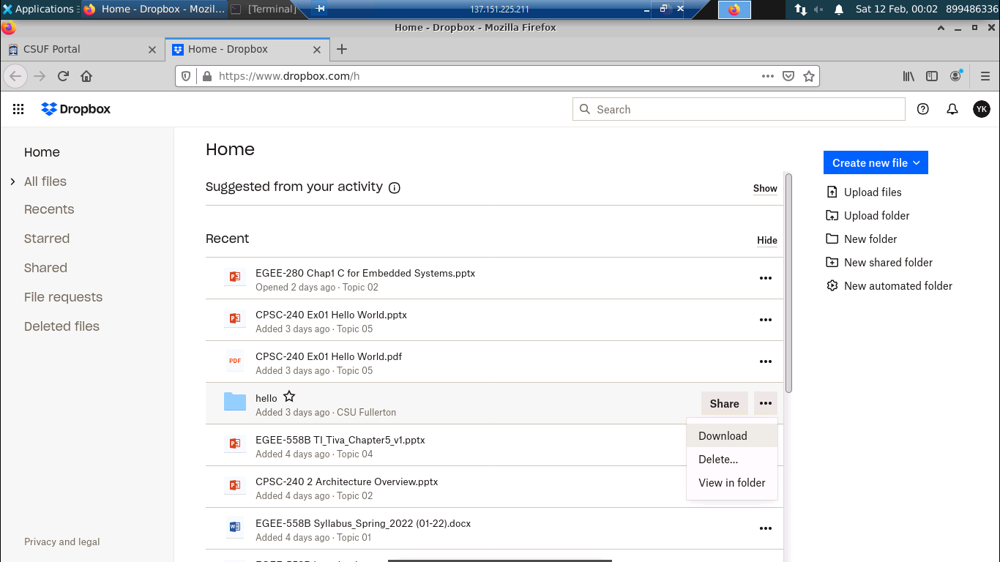 Applications
Home - Dropbox - Mozil...
[Terminal]
137.151.225.211
Sat 12 Feb, 00:02
899486336
Home - Dropbox - Mozilla Firefox
CSUF Portal
Home - Dropbox
https://www.dropbox.com/h
Dropbox
Search
YK
Home
All files
Recents
Starred
Shared
File requests
Deleted files
Privacy and legal
Home
Suggested from your activity
Show
Recent
Hide
EGEE-280 Chap1 C for Embedded Systems.pptx
Opened 2 days ago · Topic 02
CPSC-240 Ex01 Hello World.pptx
Added 3 days ago · Topic 05
PDF
CPSC-240 Ex01 Hello World.pdf
Added 3 days ago · Topic 05
hello
Added 3 days ago · CSU Fullerton
Share
Download
Delete...
View in folder
EGEE-558B TI_Tiva_Chapter5_v1.pptx
Added 4 days ago · Topic 04
CPSC-240 2 Architecture Overview.pptx
Added 4 days ago · Topic 02
EGEE-558B Syllabus_Spring_2022 (01-22).docx
Added 4 days ago · Topic 01
Create new file
Upload files
Upload folder
New folder
New shared folder
New automated folder